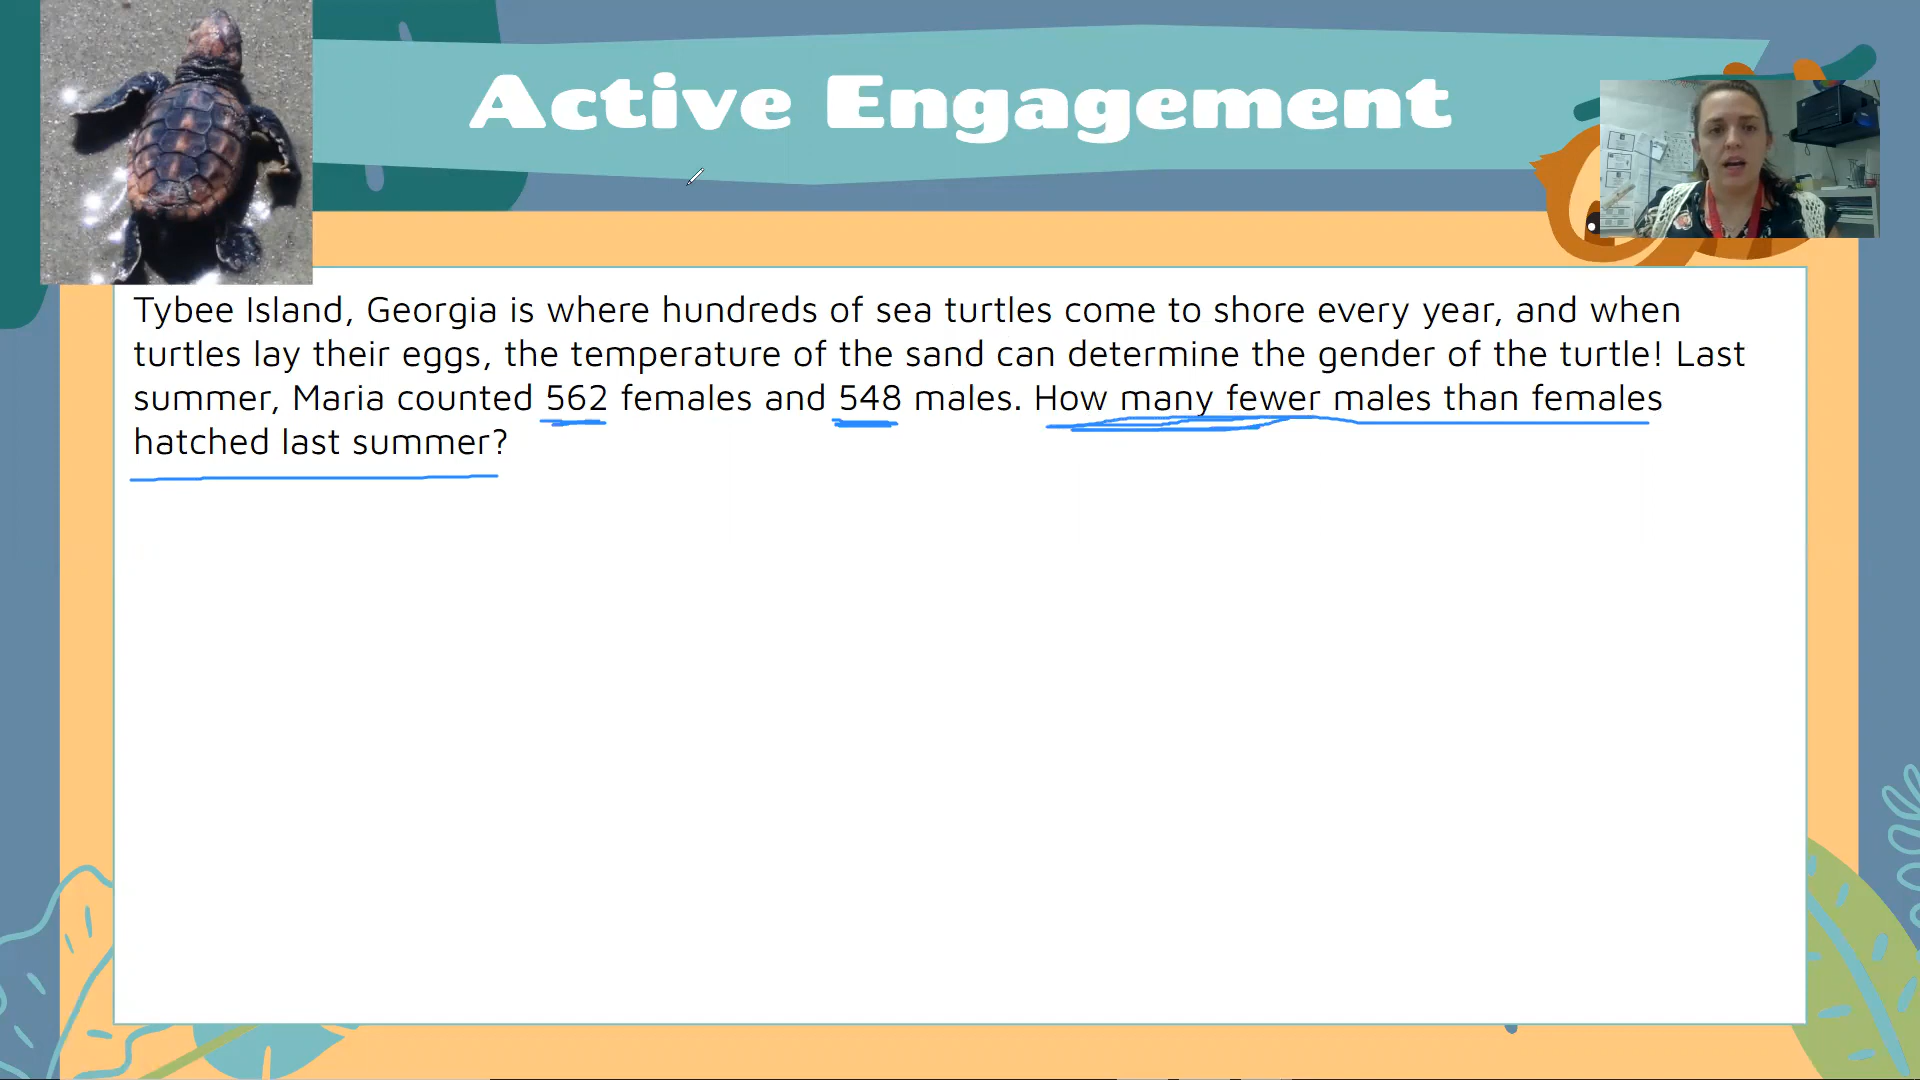 Active Engagement
Tybee Island, Georgia is where hundreds of sea turtles come to shore every year, and when
turtles lay their eggs, the temperature of the sand can determine the gender of the turtle! Last
summer, Maria counted 562 females and 548 males. How many fewer males than females
hatched last summer?